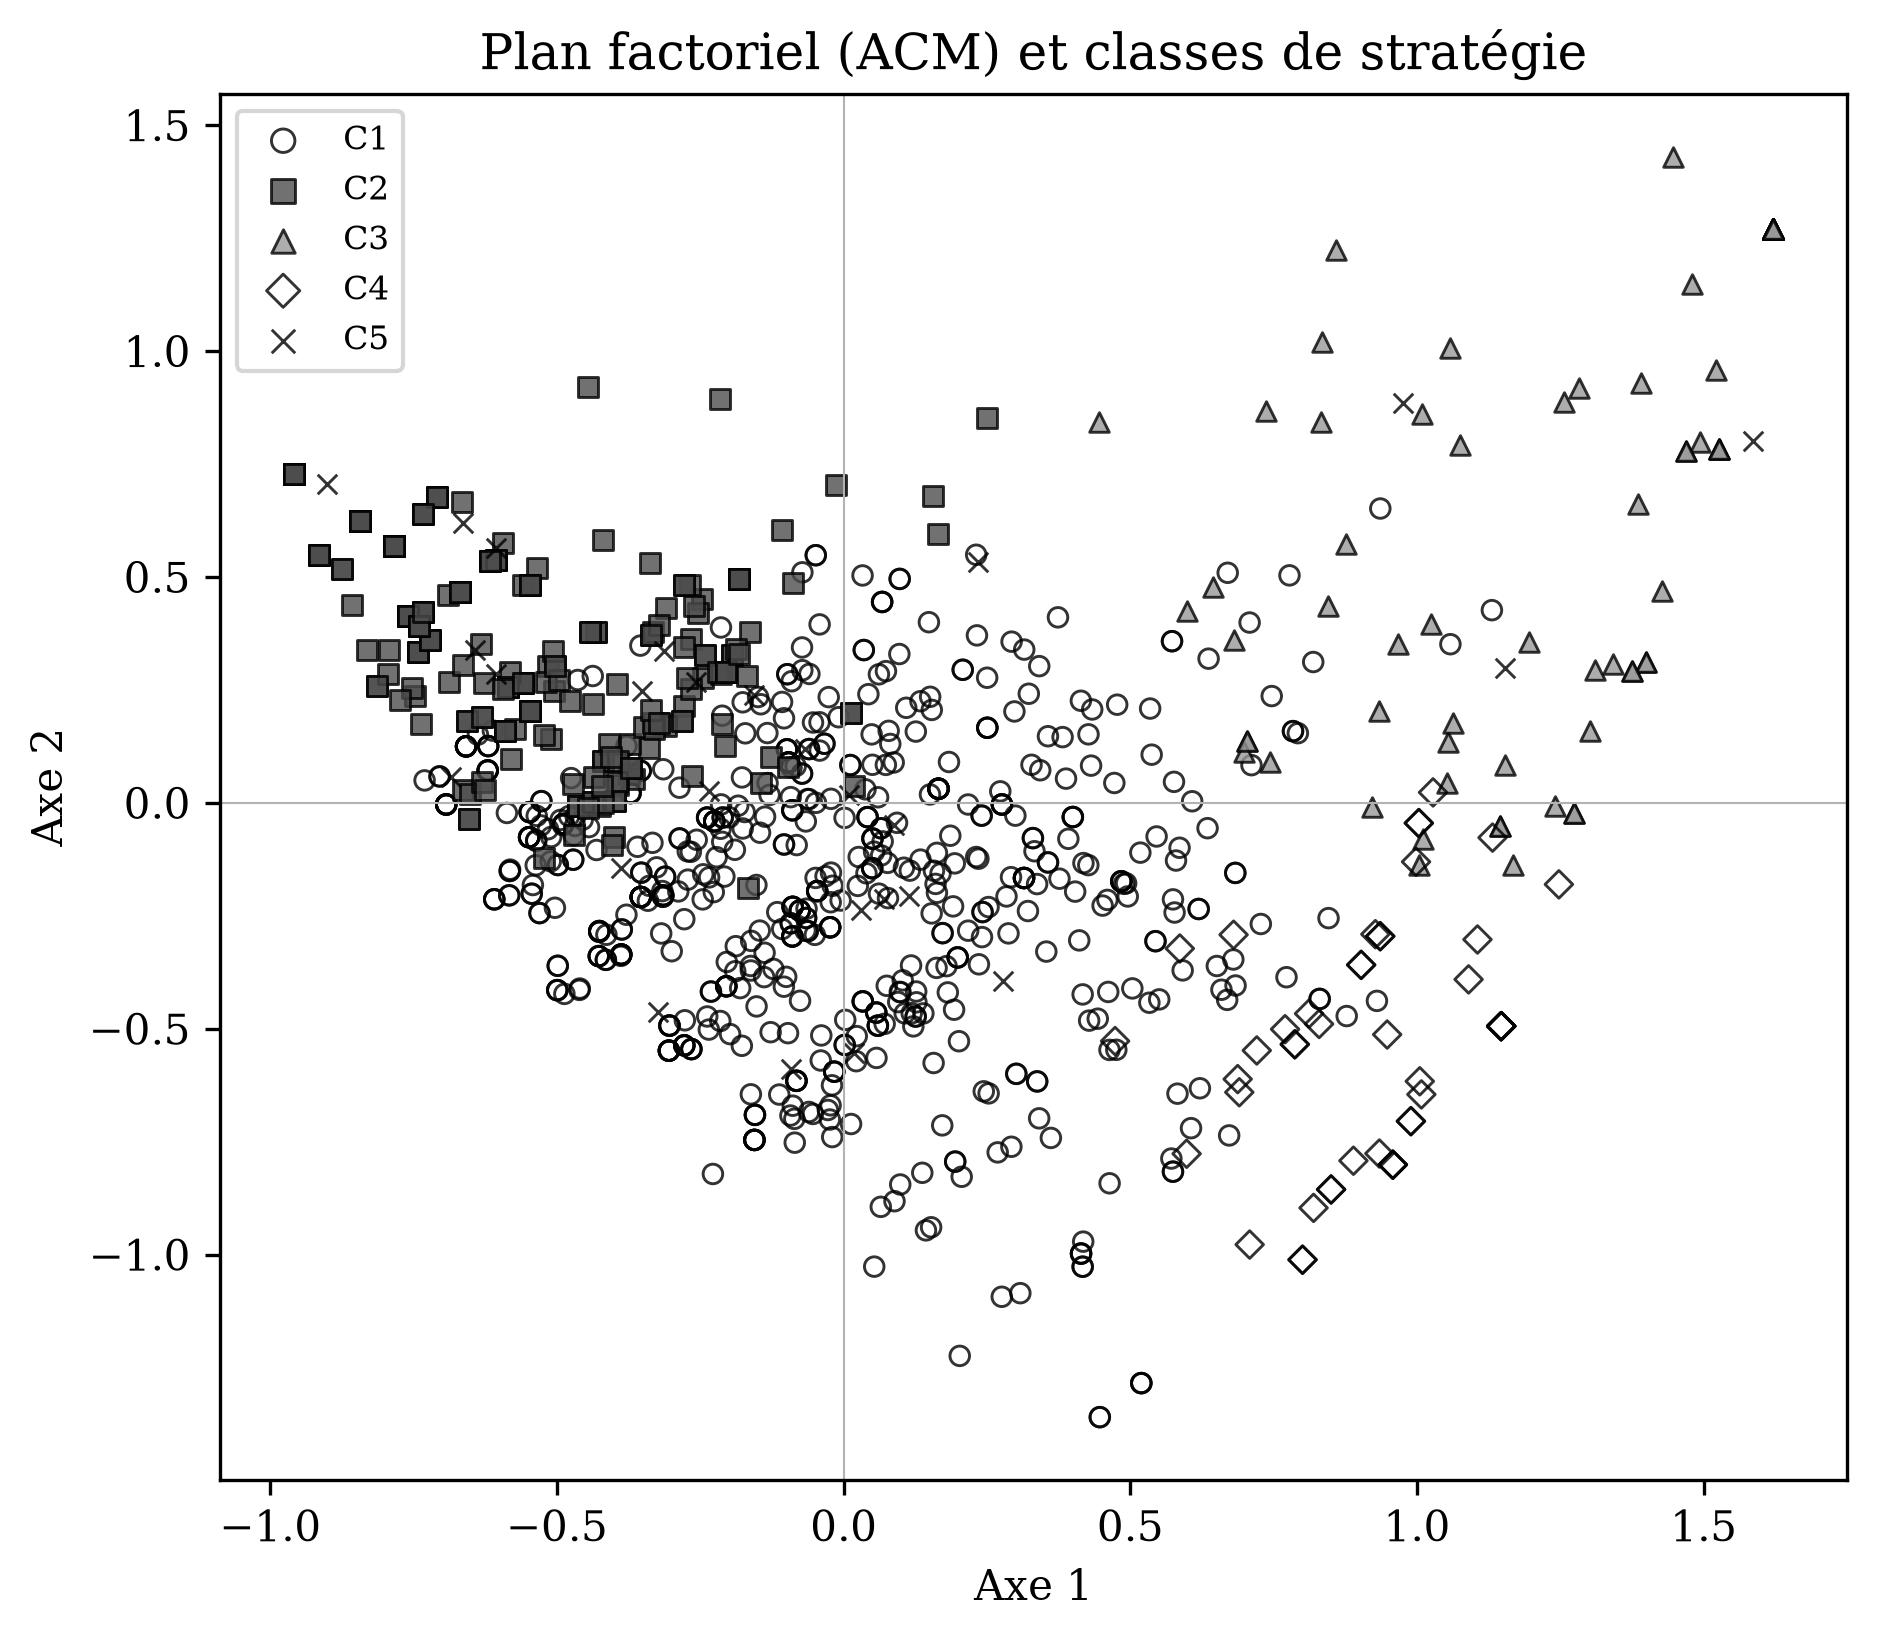 Plan factoriel (ACM) et classes de stratégie
C1
C2
C3
C4
C5
1.5
1.0
0.5
0.0
−0.5
−1.0
Axe 2
−1.0 −0.5 0.0 0.5 1.0 1.5
Axe 1